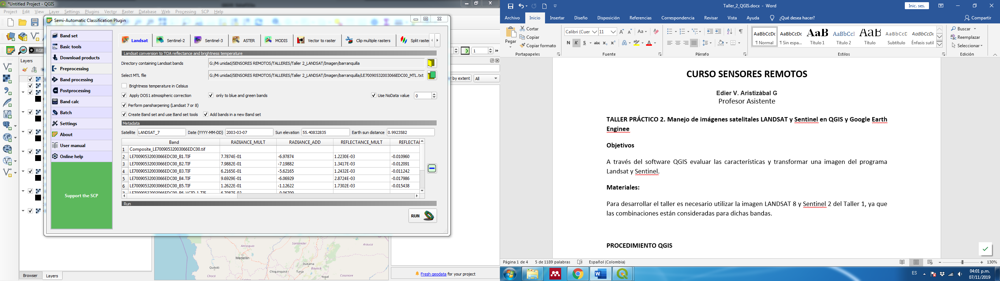 *Untitled Project - QGIS
Project Edit View Layer Settings Plugins Vector Raster Database Web Processing SCP Help
Semi-Automatic Classification Plugin
RGB
Layers
Band set
Basic tools
Download products
Preprocessing
Band processing
Postprocessing
Band calc
Batch
Settings
About
User manual
Online help
Support the SCP
Landsat Sentinel-2 Sentinel-3 ASTER MODIS Vector to raster Clip multiple rasters Split raster
Landsat conversion to TOA reflectance and brightness temperature
Directory containing Landsat bands G:/Mi unidad/SENSORES REMOTOS/TALLERES/Taller 2_LANDSAT/Imagen/barranquilla
Select MTL file G:/Mi unidad/SENSORES REMOTOS/TALLERES/Taller 2_LANDSAT/Imagen/barranquilla/LE70090532003066EDC00_MTL.txt
Brightness temperature in Celsius
Apply DOS1 atmospheric correction only to blue and green bands Use NoData value 0
Perform pansharpening (Landsat 7 or 8)
Create Band set and use Band set tools Add bands in a new Band set
Metadata
Satellite LANDSAT_7 Date (YYYY-MM-DD) 2003-03-07 Sun elevation 55.40832835 Earth sun distance 0.9923582
Band RADIANCE_MULT RADIANCE_ADD REFLECTANCE_MULT REFLECTA
1 Composite_LE70090532003066EDC00.tif
2 LE70090532003066EDC00_B1.TIF 7.7874E-01 -6.97874 1.2230E-03 -0.010960
3 LE70090532003066EDC00_B2.TIF 7.9882E-01 -7.19882 1.3417E-03 -0.012091
4 LE70090532003066EDC00_B3.TIF 6.2165E-01 -5.62165 1.2432E-03 -0.011242
5 LE70090532003066EDC00_B4.TIF 9.6929E-01 -6.06929 2.8724E-03 -0.017986
6 LE70090532003066EDC00_B5.TIF 1.2622E-01 -1.12622 1.7302E-03 -0.015438
7 LE70090532003066EDC00_B6_VCID_1.TIF 6.7087E-02 -0.06709
Run
RUN
1 »
by extent All
Antioquia
Santander
Arauca
Medellín
Quibdó
Chocó
Chiquinquirá
Tunja
Duitama
Boyacá
Yopal
Casanare
Browser Layers
Fresh geodata for your project
Taller_2_QGIS.docx - Word
Inic. ses.
Archivo Inicio Insertar Diseño Disposición Referencias Correspondencia Revisar Vista Ayuda ¿Qué desea hacer? Compartir
Pegar
Cortar
Copiar
Copiar formato
Portapapeles
Calibri (Cuer 11
N K S abc x₂ x²
Fuente
Párrafo
AaBbCcDc AaBbCcDc AaB AaBbCcI AaB AaBbCcD AaBbCcDc
¶ Normal ¶ Sin espa... Título 1 Título 2 Título Subtítulo Énfasis sutil
Estilos
Buscar
Reemplazar
Seleccionar
Edición
CURSO SENSORES REMOTOS
Edier V. Aristizábal G
Profesor Asistente
TALLER PRÁCTICO 2. Manejo de imágenes satelitales LANDSAT y Sentinel en QGIS y Google Earth
Enginee
Objetivos
A través del software QGIS evaluar las características y transformar una imagen del programa
Landsat y Sentinel.
Materiales:
Para desarrollar el taller es necesario utilizar la imagen LANDSAT 8 y Sentinel 2 del Taller 1, ya que
las combinaciones están consideradas para dichas bandas.
PROCEDIMIENTO QGIS
Página 1 de 4 5 de 1189 palabras Español (Colombia) 130%
ES 04:01 p.m.
07/11/2019